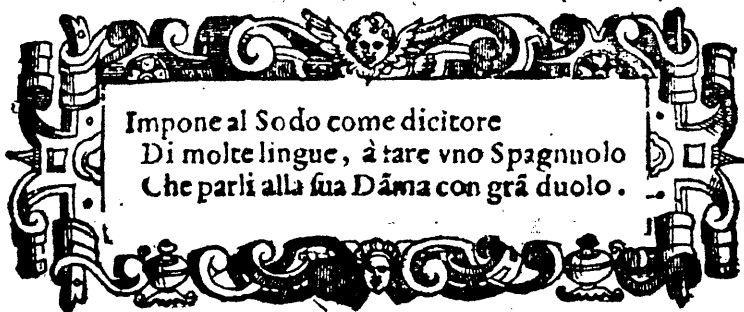 Impone al Sodo come dicitore
Di molte lingue, à fare vno Spagnuolo
Che parli alla sua Dãma con grã duolo.